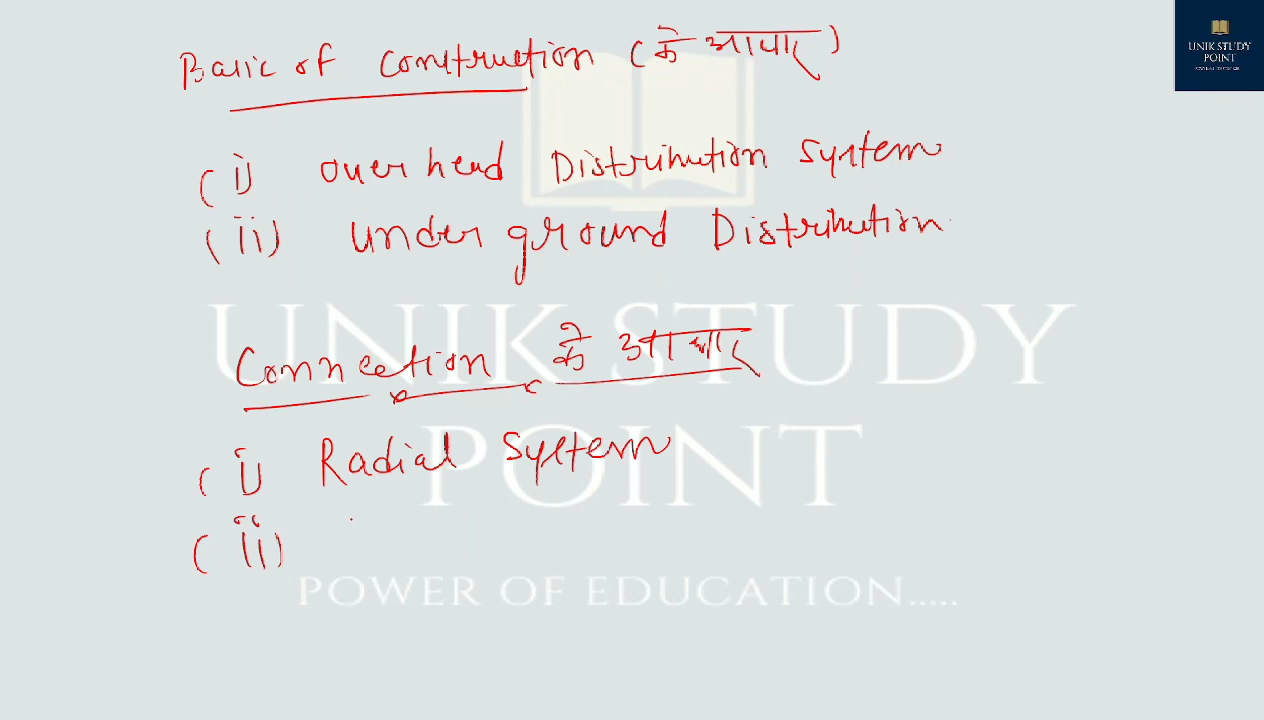 Basic of construction (के आधार)
(i) over head Distribution system
(ii) under ground Distribution
Connection के आधार
(i) Radial System
(ii)
UNIK STUDY
POINT
POWER OF EDUCATION.....
UNIK STUDY
POINT